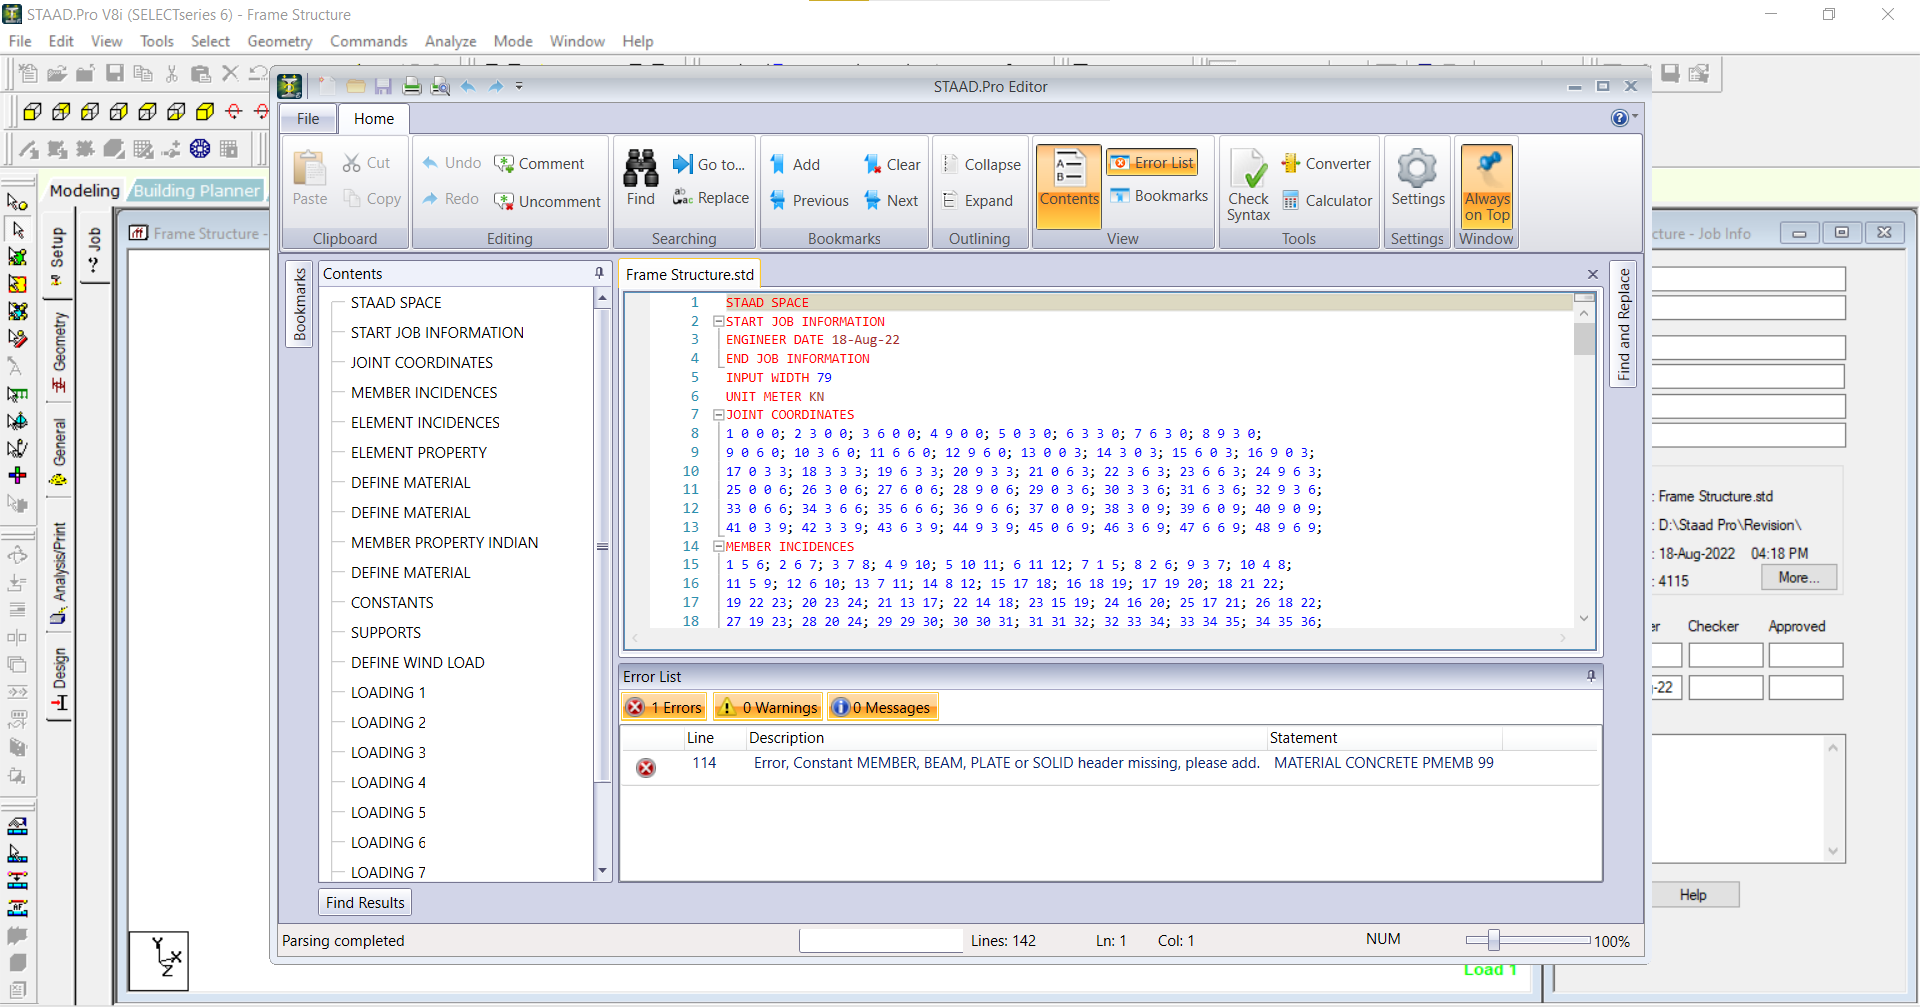 STAAD.Pro V8i (SELECTseries 6) - Frame Structure
File Edit View Tools Select Geometry Commands Analyze Mode Window Help
STAAD.Pro Editor
File Home
Paste Cut Copy Clipboard
Undo Comment
Redo Uncomment
Editing
Find Go to... Replace
Searching
Add Clear
Previous Next
Bookmarks
Collapse
Expand
Outlining
Contents Error List
Bookmarks
View
Check Syntax Converter
Calculator
Tools
Settings
Settings
Always on Top
Window
Modeling Building Planner
Frame Structure -
cture - Job Info
Setup
Job
Geometry
General
Analysis/Print
Design
Bookmarks
Contents
STAAD SPACE
START JOB INFORMATION
JOINT COORDINATES
MEMBER INCIDENCES
ELEMENT INCIDENCES
ELEMENT PROPERTY
DEFINE MATERIAL
DEFINE MATERIAL
MEMBER PROPERTY INDIAN
DEFINE MATERIAL
CONSTANTS
SUPPORTS
DEFINE WIND LOAD
LOADING 1
LOADING 2
LOADING 3
LOADING 4
LOADING 5
LOADING 6
LOADING 7
Find Results
Frame Structure.std
1 STAAD SPACE
2 START JOB INFORMATION
3 ENGINEER DATE 18-Aug-22
4 END JOB INFORMATION
5 INPUT WIDTH 79
6 UNIT METER KN
7 JOINT COORDINATES
8 1 0 0 0; 2 3 0 0; 3 6 0 0; 4 9 0 0; 5 0 3 0; 6 3 3 0; 7 6 3 0; 8 9 3 0;
9 9 0 6 0; 10 3 6 0; 11 6 6 0; 12 9 6 0; 13 0 0 3; 14 3 0 3; 15 6 0 3; 16 9 0 3;
10 17 0 3 3; 18 3 3 3; 19 6 3 3; 20 9 3 3; 21 0 6 3; 22 3 6 3; 23 6 6 3; 24 9 6 3;
11 25 0 0 6; 26 3 0 6; 27 6 0 6; 28 9 0 6; 29 0 3 6; 30 3 3 6; 31 6 3 6; 32 9 3 6;
12 33 0 6 6; 34 3 6 6; 35 6 6 6; 36 9 6 6; 37 0 0 9; 38 3 0 9; 39 6 0 9; 40 9 0 9;
13 41 0 3 9; 42 3 3 9; 43 6 3 9; 44 9 3 9; 45 0 6 9; 46 3 6 9; 47 6 6 9; 48 9 6 9;
14 MEMBER INCIDENCES
15 1 5 6; 2 6 7; 3 7 8; 4 9 10; 5 10 11; 6 11 12; 7 1 5; 8 2 6; 9 3 7; 10 4 8;
16 11 5 9; 12 6 10; 13 7 11; 14 8 12; 15 17 18; 16 18 19; 17 19 20; 18 21 22;
17 19 22 23; 20 23 24; 21 13 17; 22 14 18; 23 15 19; 24 16 20; 25 17 21; 26 18 22;
18 27 19 23; 28 20 24; 29 29 30; 30 30 31; 31 31 32; 32 33 34; 33 34 35; 34 35 36;
Find and Replace
Error List
1 Errors 0 Warnings 0 Messages
Line Description Statement
114 Error, Constant MEMBER, BEAM, PLATE or SOLID header missing, please add. MATERIAL CONCRETE PMEMB 99
Parsing completed Lines: 142 Ln: 1 Col: 1 NUM 100%
: Frame Structure.std
: D:\Staad Pro\Revision\
: 18-Aug-2022 04:18 PM
: 4115 More...
er Checker Approved
-22
Help
Load 1
Y
X
Z